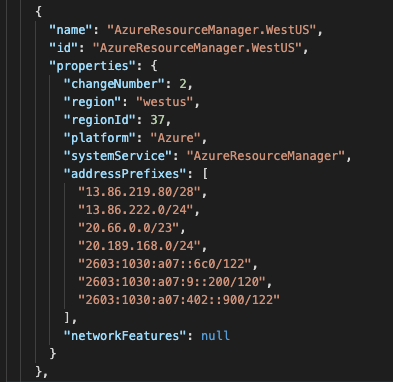 {
"name": "AzureResourceManager.WestUS",
"id": "AzureResourceManager.WestUS",
"properties": {
"changeNumber": 2,
"region": "westus",
"regionId": 37,
"platform": "Azure",
"systemService": "AzureResourceManager",
"addressPrefixes": [
"13.86.219.80/28",
"13.86.222.0/24",
"20.66.0.0/23",
"20.189.168.0/24",
"2603:1030:a07::6c0/122",
"2603:1030:a07:9::200/120",
"2603:1030:a07:402::900/122"
],
"networkFeatures": null
}
},